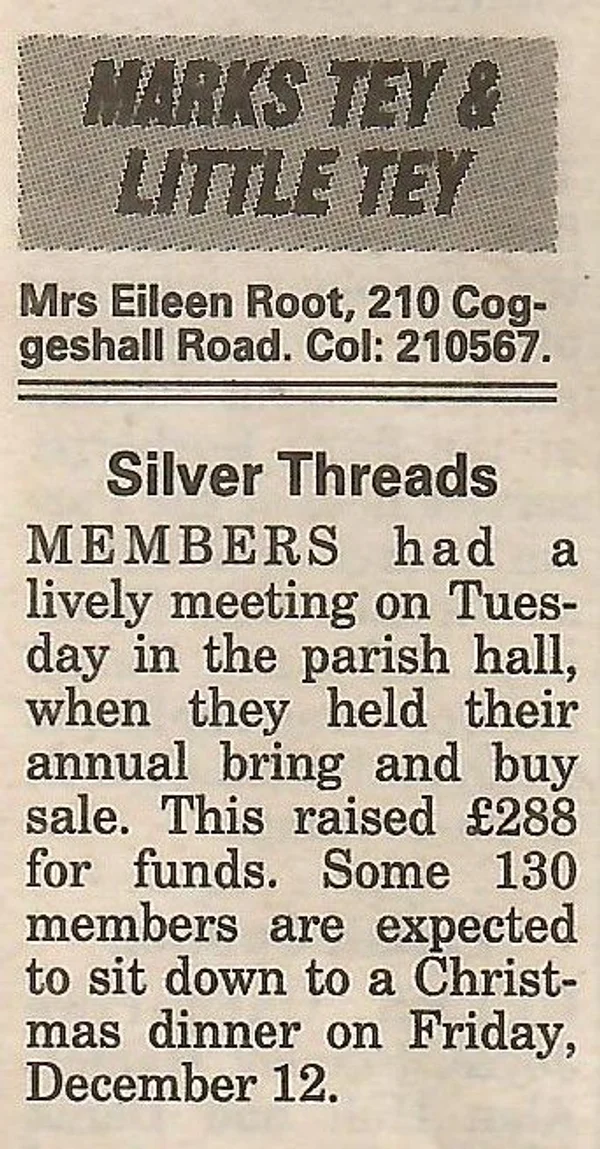 MARKS TEY &
LITTLE TEY
Mrs Eileen Root, 210 Cog-
geshall Road. Col: 210567.
Silver Threads
MEMBERS had a
lively meeting on Tues-
day in the parish hall,
when they held their
annual bring and buy
sale. This raised £288
for funds. Some 130
members are expected
to sit down to a Christ-
mas dinner on Friday,
December 12.